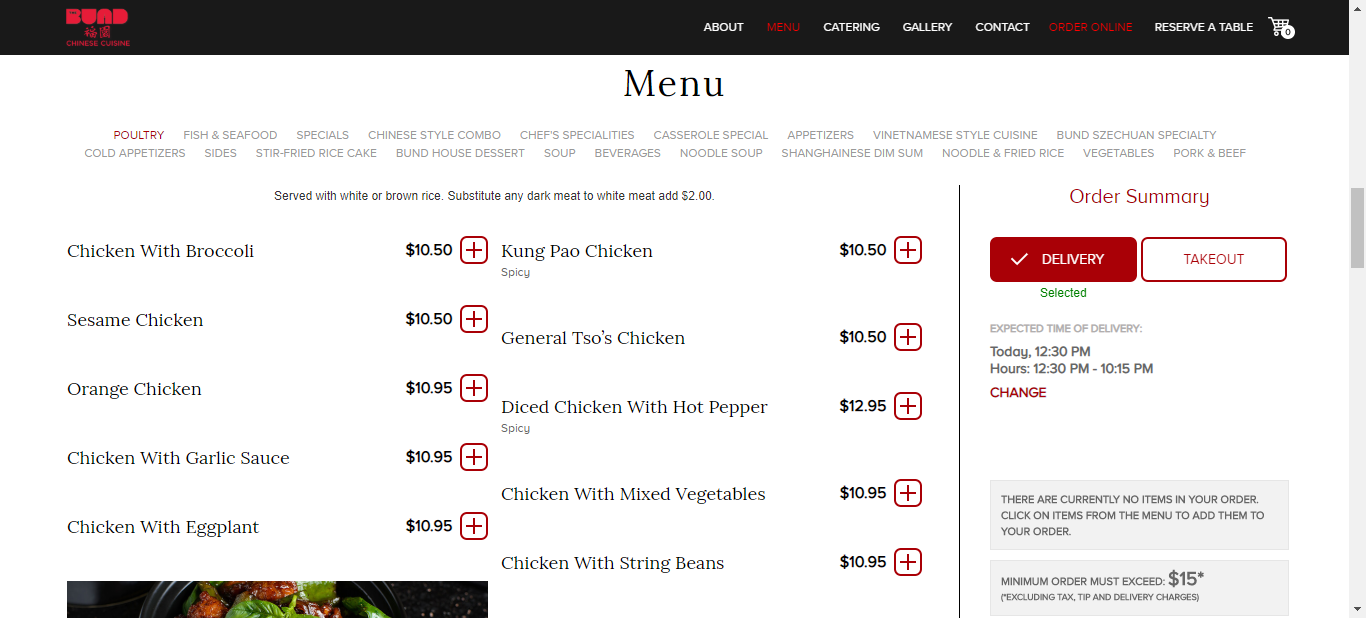 BUND
CHINESE CUISINE
ABOUT MENU CATERING GALLERY CONTACT ORDER ONLINE RESERVE A TABLE 0
Menu
POULTRY FISH & SEAFOOD SPECIALS CHINESE STYLE COMBO CHEF'S SPECIALITIES CASSEROLE SPECIAL APPETIZERS VINETNAMESE STYLE CUISINE BUND SZECHUAN SPECIALTY
COLD APPETIZERS SIDES STIR-FRIED RICE CAKE BUND HOUSE DESSERT SOUP BEVERAGES NOODLE SOUP SHANGHAINESE DIM SUM NOODLE & FRIED RICE VEGETABLES PORK & BEEF
Served with white or brown rice. Substitute any dark meat to white meat add $2.00.
Chicken With Broccoli $10.50
Sesame Chicken $10.50
Orange Chicken $10.95
Chicken With Garlic Sauce $10.95
Chicken With Eggplant $10.95
Kung Pao Chicken $10.50
Spicy
General Tso’s Chicken $10.50
Diced Chicken With Hot Pepper $12.95
Spicy
Chicken With Mixed Vegetables $10.95
Chicken With String Beans $10.95
Order Summary
DELIVERY TAKEOUT
Selected
EXPECTED TIME OF DELIVERY:
Today, 12:30 PM
Hours: 12:30 PM - 10:15 PM
CHANGE
THERE ARE CURRENTLY NO ITEMS IN YOUR ORDER.
CLICK ON ITEMS FROM THE MENU TO ADD THEM TO
YOUR ORDER.
MINIMUM ORDER MUST EXCEED: $15*
(*EXCLUDING TAX, TIP AND DELIVERY CHARGES)